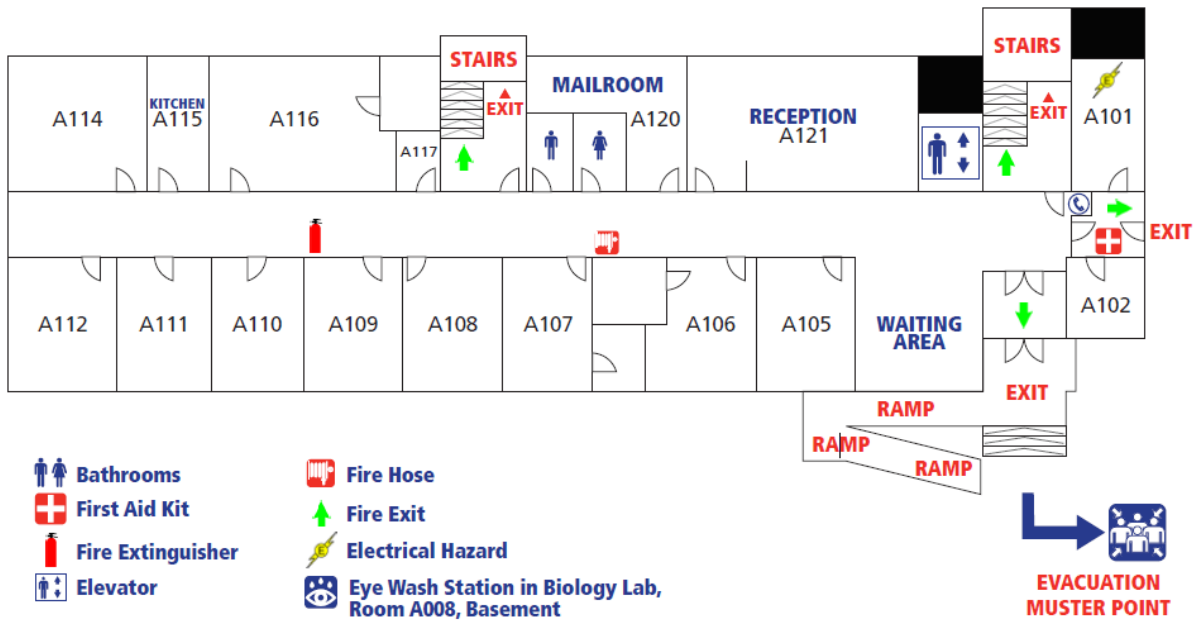 STAIRS
STAIRS
MAILROOM
KITCHEN
A114
A115
A116
A117
EXIT
A120
RECEPTION
A121
EXIT
E
A101
EXIT
A112
A111
A110
A109
A108
A107
A106
A105
WAITING
AREA
A102
EXIT
RAMP
RAMP
RAMP
Bathrooms
First Aid Kit
Fire Extinguisher
Elevator
Fire Hose
Fire Exit
E
Electrical Hazard
Eye Wash Station in Biology Lab,
Room A008, Basement
EVACUATION
MUSTER POINT